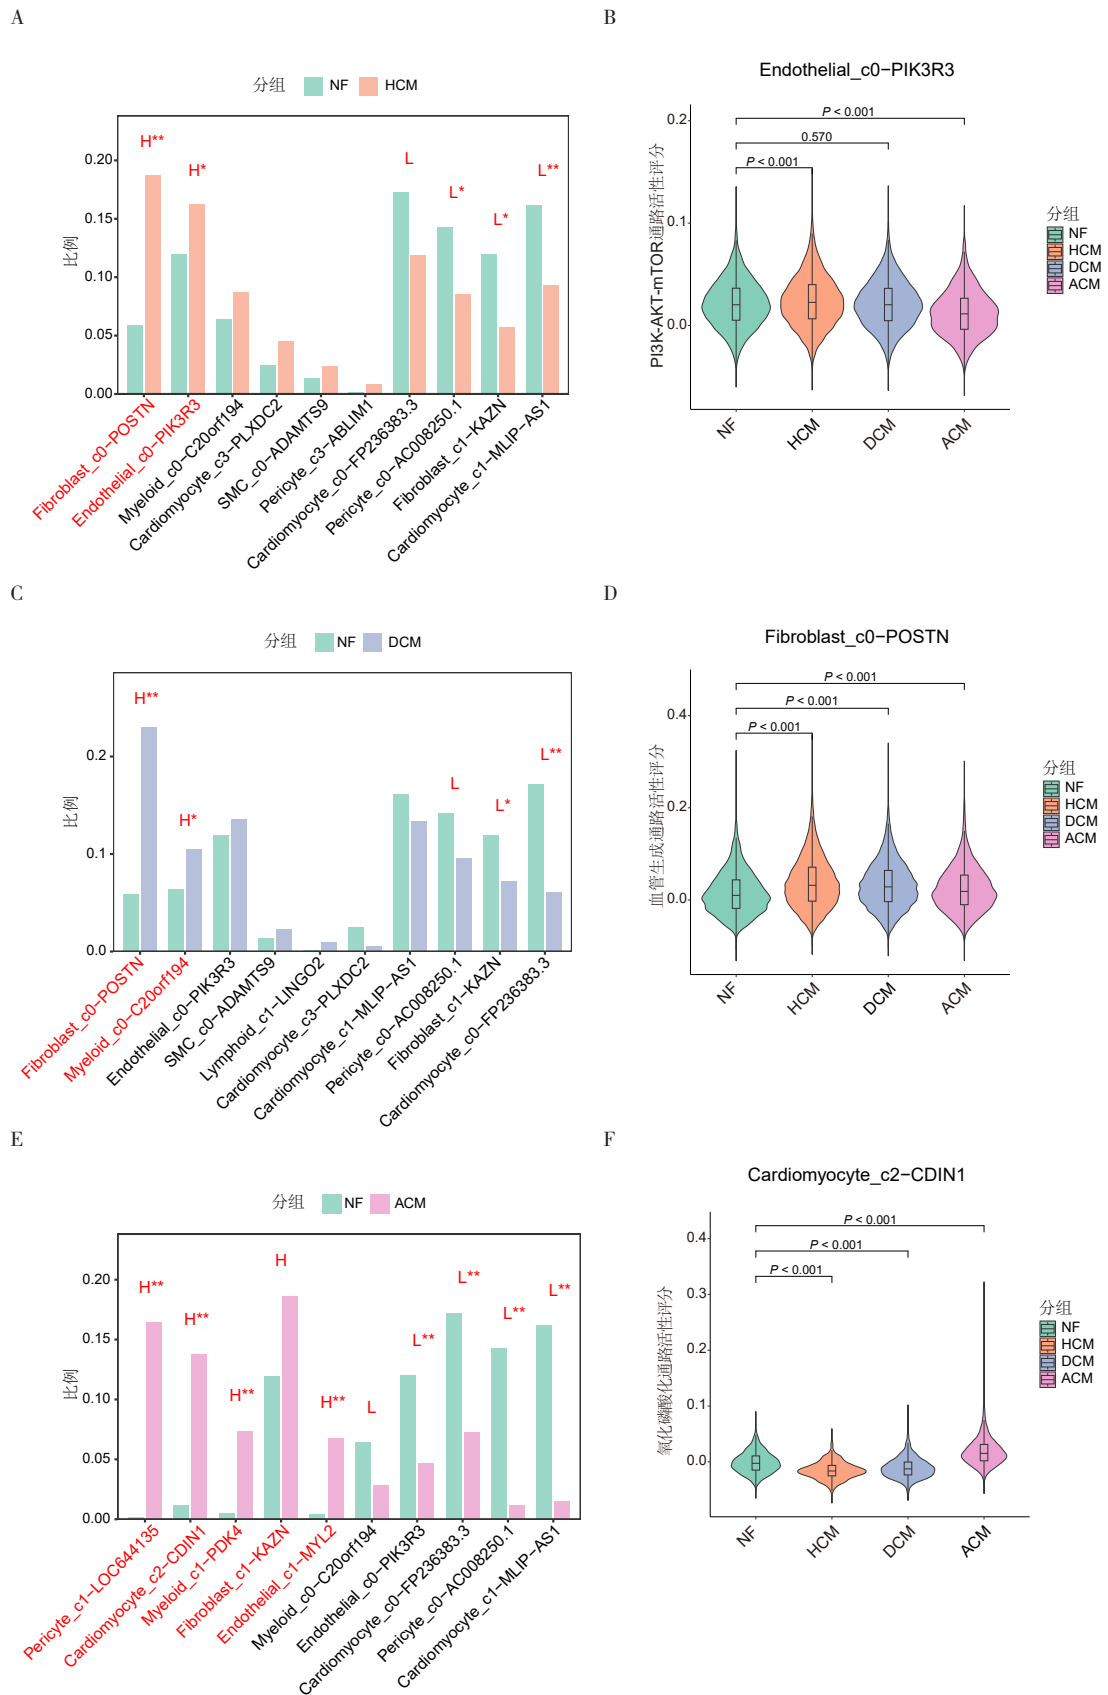 A
分组 NF HCM
比例
0.20
0.15
0.10
0.05
0.00
H**
H*
L
L*
L*
L**
Fibroblast_c0−POSTN
Endothelial_c0−PIK3R3
Myeloid_c0−C20orf194
Cardiomyocyte_c3−PLXDC2
SMC_c0−ADAMTS9
Pericyte_c3−ABLIM1
Cardiomyocyte_c0−FP236383.3
Pericyte_c0−AC008250.1
Fibroblast_c1−KAZN
Cardiomyocyte_c1−MLIP−AS1
B
Endothelial_c0−PIK3R3
PI3K-AKT-mTOR通路活性评分
0.2
0.1
0.0
P < 0.001
0.570
P < 0.001
NF
HCM
DCM
ACM
分组
NF
HCM
DCM
ACM
C
分组 NF DCM
比例
0.2
0.1
0.0
H**
H*
L
L*
L**
Fibroblast_c0−POSTN
Myeloid_c0−C20orf194
Endothelial_c0−PIK3R3
SMC_c0−ADAMTS9
Lymphoid_c1−LINGO2
Cardiomyocyte_c3−PLXDC2
Cardiomyocyte_c1−MLIP−AS1
Pericyte_c0−AC008250.1
Fibroblast_c1−KAZN
Cardiomyocyte_c0−FP236383.3
D
Fibroblast_c0−POSTN
血管生成通路活性评分
0.4
0.2
0.0
P < 0.001
P < 0.001
P < 0.001
NF
HCM
DCM
ACM
分组
NF
HCM
DCM
ACM
E
分组 NF ACM
比例
0.20
0.15
0.10
0.05
0.00
H**
H**
H**
H
H**
L
L**
L**
L**
L**
Pericyte_c1−LOC644135
Cardiomyocyte_c2−CDIN1
Myeloid_c1−PDK4
Fibroblast_c1−KAZN
Endothelial_c1−MYL2
Myeloid_c0−C20orf194
Endothelial_c0−PIK3R3
Cardiomyocyte_c0−FP236383.3
Pericyte_c0−AC008250.1
Cardiomyocyte_c1−MLIP−AS1
F
Cardiomyocyte_c2−CDIN1
氧化磷酸化通路活性评分
0.4
0.3
0.2
0.1
0.0
P < 0.001
P < 0.001
P < 0.001
NF
HCM
DCM
ACM
分组
NF
HCM
DCM
ACM